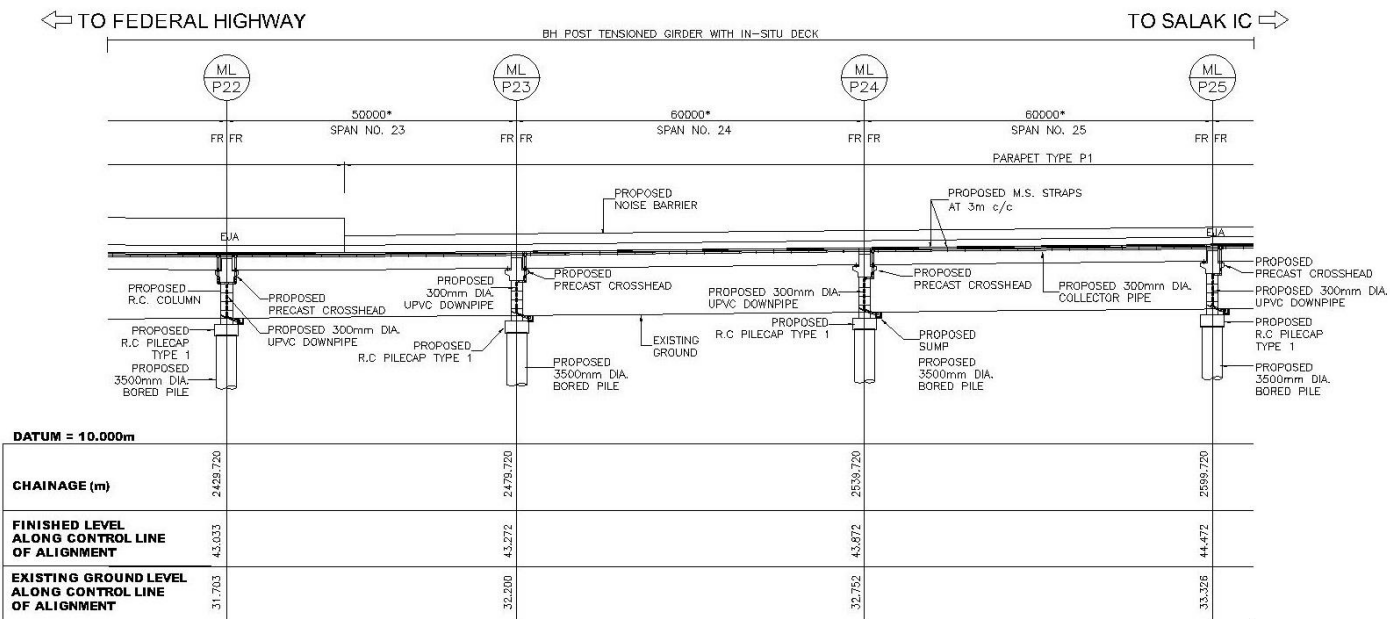 TO FEDERAL HIGHWAY
TO SALAK IC
BH POST TENSIONED GIRDER WITH IN-SITU DECK
ML
P22
ML
P23
ML
P24
ML
P25
50000*
SPAN NO. 23
60000*
SPAN NO. 24
60000*
SPAN NO. 25
FR FR
FR FR
FR FR
FR FR
PARAPET TYPE P1
PROPOSED
NOISE BARRIER
PROPOSED M.S. STRAPS
AT 3m c/c
EJA
EJA
PROPOSED
R.C. COLUMN
PROPOSED
PRECAST CROSSHEAD
PROPOSED
300mm DIA.
UPVC DOWNPIPE
PROPOSED
PRECAST CROSSHEAD
PROPOSED 300mm DIA.
UPVC DOWNPIPE
PROPOSED
PRECAST CROSSHEAD
PROPOSED 300mm DIA.
COLLECTOR PIPE
PROPOSED
PRECAST CROSSHEAD
PROPOSED 300mm DIA.
UPVC DOWNPIPE
PROPOSED
R.C PILECAP
TYPE 1
PROPOSED 300mm DIA.
UPVC DOWNPIPE
PROPOSED
R.C PILECAP TYPE 1
EXISTING
GROUND
PROPOSED
R.C PILECAP TYPE 1
PROPOSED
SUMP
PROPOSED
R.C PILECAP
TYPE 1
PROPOSED
3500mm DIA.
BORED PILE
PROPOSED
3500mm DIA.
BORED PILE
PROPOSED
3500mm DIA.
BORED PILE
PROPOSED
3500mm DIA.
BORED PILE
DATUM = 10.000m
CHAINAGE (m)
2429.720
2479.720
2539.720
2599.720
FINISHED LEVEL
ALONG CONTROL LINE
OF ALIGNMENT
43.033
43.272
43.872
44.472
EXISTING GROUND LEVEL
ALONG CONTROL LINE
OF ALIGNMENT
31.703
32.200
32.752
33.326